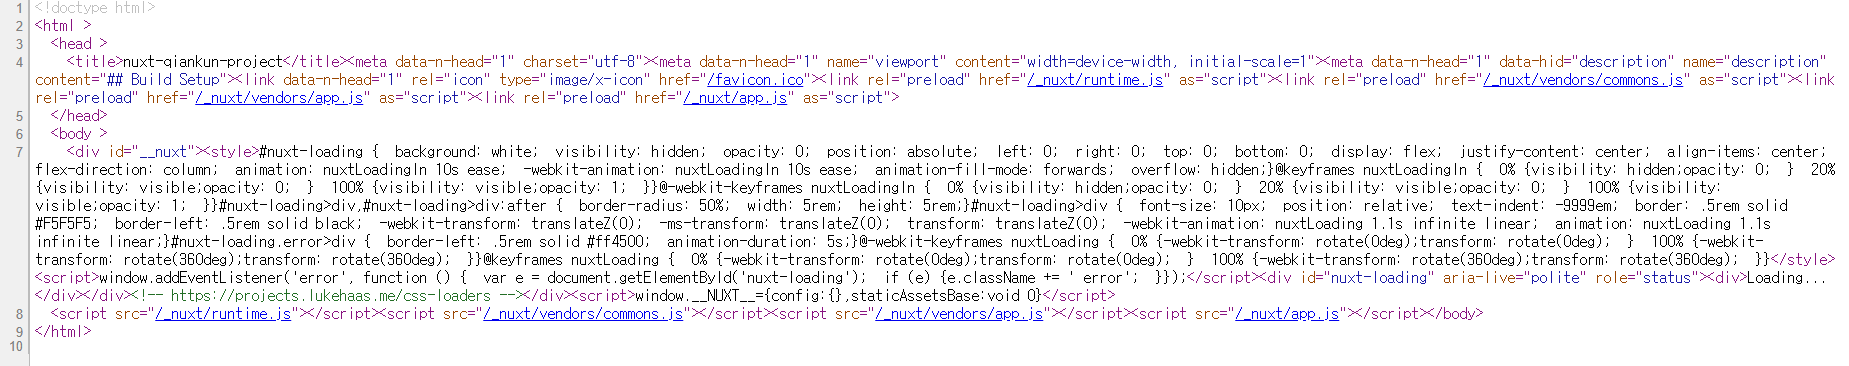 1 <!doctype html>
2 <html >
3   <head >
4     <title>nuxt-qiankun-project</title><meta data-n-head="1" charset="utf-8"><meta data-n-head="1" name="viewport" content="width=device-width, initial-scale=1"><meta data-n-head="1" data-hid="description" name="description"
content="## Build Setup"><link data-n-head="1" rel="icon" type="image/x-icon" href="/favicon.ico"><link rel="preload" href="/_nuxt/runtime.js" as="script"><link rel="preload" href="/_nuxt/vendors/commons.js" as="script"><link
rel="preload" href="/_nuxt/vendors/app.js" as="script"><link rel="preload" href="/_nuxt/app.js" as="script">
5   </head>
6   <body >
7     <div id="__nuxt"><style>#nuxt-loading {  background: white;  visibility: hidden;  opacity: 0;  position: absolute;  left: 0;  right: 0;  top: 0;  bottom: 0;  display: flex;  justify-content: center;  align-items: center;
flex-direction: column;  animation: nuxtLoadingIn 10s ease;  -webkit-animation: nuxtLoadingIn 10s ease;  animation-fill-mode: forwards;  overflow: hidden;}@keyframes nuxtLoadingIn {  0% {visibility: hidden;opacity: 0;  }  20%
{visibility: visible;opacity: 0;  }  100% {visibility: visible;opacity: 1;  }}@-webkit-keyframes nuxtLoadingIn {  0% {visibility: hidden;opacity: 0;  }  20% {visibility: visible;opacity: 0;  }  100% {visibility:
visible;opacity: 1;  }}#nuxt-loading>div,#nuxt-loading>div:after {  border-radius: 50%;  width: 5rem;  height: 5rem;}#nuxt-loading>div {  font-size: 10px;  position: relative;  text-indent: -9999em;  border: .5rem solid
#F5F5F5;  border-left: .5rem solid black;  -webkit-transform: translateZ(0);  -ms-transform: translateZ(0);  transform: translateZ(0);  -webkit-animation: nuxtLoading 1.1s infinite linear;  animation: nuxtLoading 1.1s
infinite linear;}#nuxt-loading.error>div {  border-left: .5rem solid #ff4500;  animation-duration: 5s;}@-webkit-keyframes nuxtLoading {  0% {-webkit-transform: rotate(0deg);transform: rotate(0deg);  }  100% {-webkit-
transform: rotate(360deg);transform: rotate(360deg);  }}@keyframes nuxtLoading {  0% {-webkit-transform: rotate(0deg);transform: rotate(0deg);  }  100% {-webkit-transform: rotate(360deg);transform: rotate(360deg);  }}</style>
<script>window.addEventListener('error', function () {  var e = document.getElementById('nuxt-loading');  if (e) {e.className += ' error';  }});</script><div id="nuxt-loading" aria-live="polite" role="status"><div>Loading...
</div></div><!-- https://projects.lukehaas.me/css-loaders --></div><script>window.__NUXT__={config:{},staticAssetsBase:void 0}</script>
8   <script src="/_nuxt/runtime.js"></script><script src="/_nuxt/vendors/commons.js"></script><script src="/_nuxt/vendors/app.js"></script><script src="/_nuxt/app.js"></script></body>
9 </html>
10